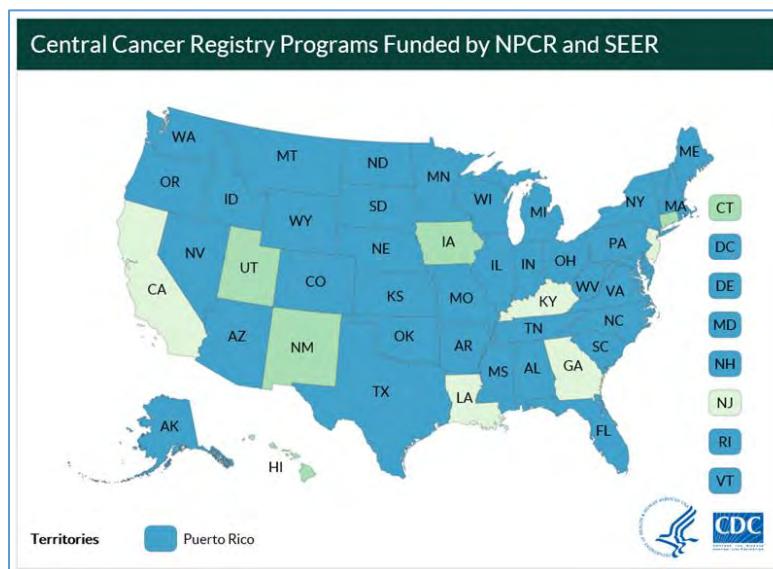 Central Cancer Registry Programs Funded by NPCR and SEER
WA
MT
ND
MN
ME
OR
ID
WY
SD
WI
MI
NY
MA
CT
NV
UT
CO
NE
IA
IL
IN
OH
PA
DC
CA
KS
MO
KY
WV
VA
DE
AZ
NM
OK
AR
TN
NC
MD
SC
NH
TX
LA
MS
AL
GA
NJ
FL
RI
AK
HI
VT
Territories
Puerto Rico
CDC